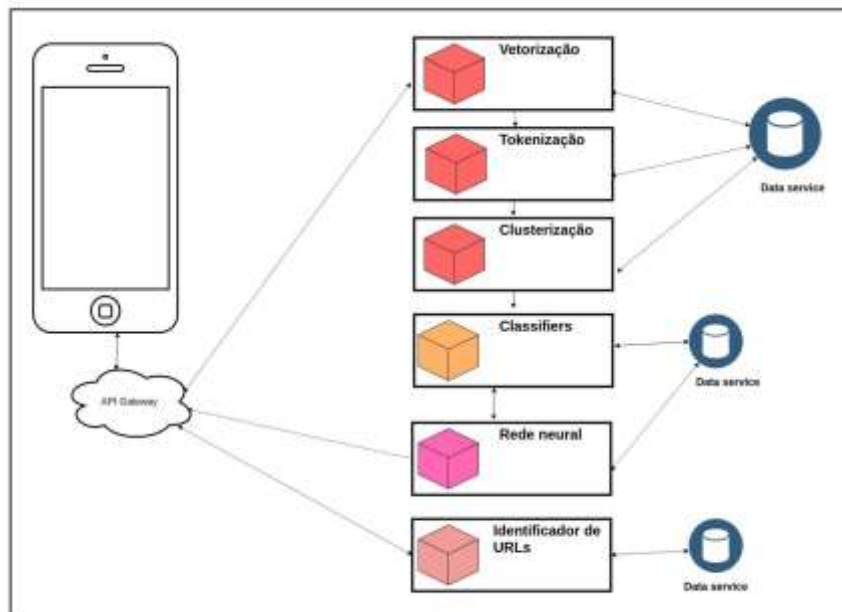 Vetorização
Tokenização
Data service
Clusterização
Classifiers
Data service
API Gateway
Rede neural
Identificador de
URLs
Data service